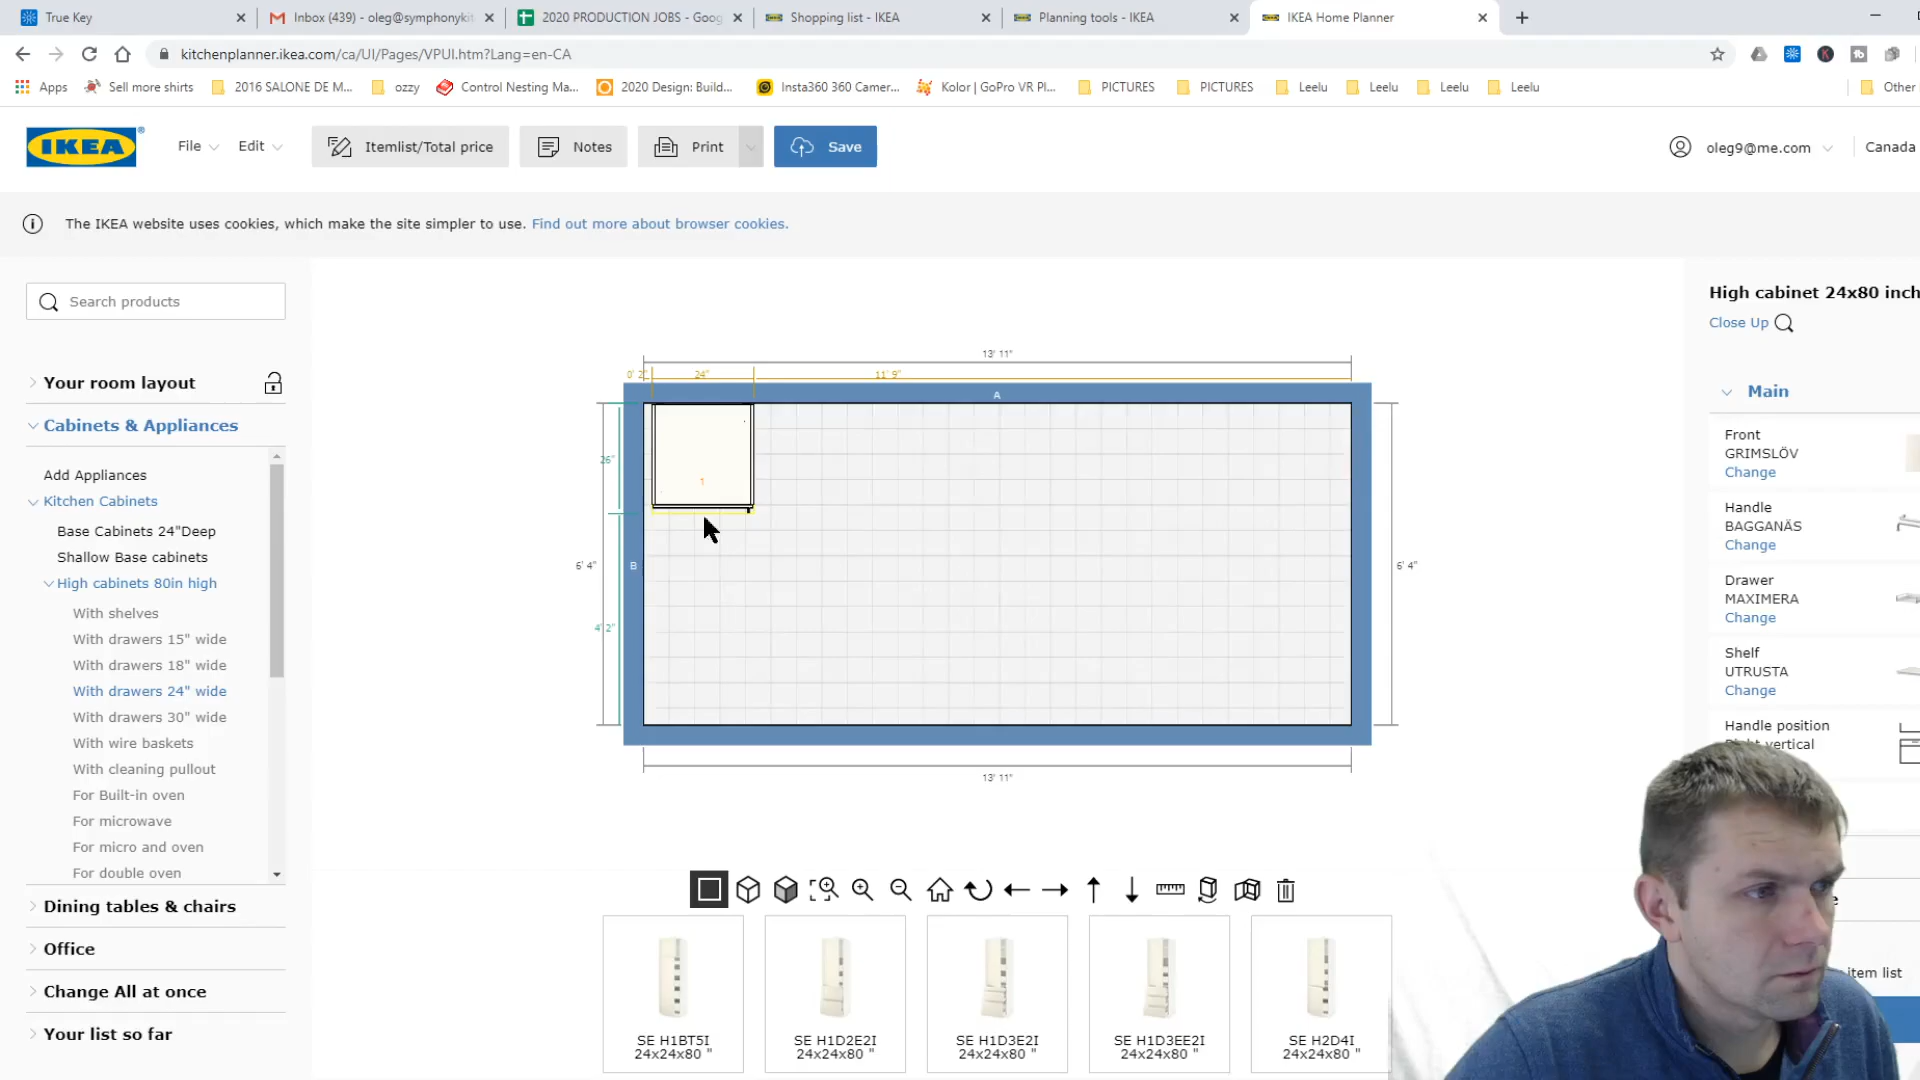 True Key
Inbox (439) - oleg@symphonykit
2020 PRODUCTION JOBS - Goog
Shopping list - IKEA
Planning tools - IKEA
IKEA Home Planner
kitchenplanner.ikea.com/ca/UI/Pages/VPUI.htm?Lang=en-CA
Apps
Sell more shirts
2016 SALONE DE M...
ozzy
Control Nesting Ma...
2020 Design: Build...
Insta360 360 Camer...
Kolor | GoPro VR Pl...
PICTURES
PICTURES
Leelu
Leelu
Leelu
Leelu
Other
IKEA
File
Edit
Itemlist/Total price
Notes
Print
Save
oleg9@me.com
Canada
The IKEA website uses cookies, which make the site simpler to use. Find out more about browser cookies.
Search products
Your room layout
Cabinets & Appliances
Add Appliances
Kitchen Cabinets
Base Cabinets 24"Deep
Shallow Base cabinets
High cabinets 80in high
With shelves
With drawers 15" wide
With drawers 18" wide
With drawers 24" wide
With drawers 30" wide
With wire baskets
With cleaning pullout
For Built-in oven
For microwave
For micro and oven
For double oven
Dining tables & chairs
Office
Change All at once
Your list so far
13' 11"
0' 2"
24"
11' 9"
A
26"
1
6' 4"
B
6' 4"
4' 2"
13' 11"
SE H1BT5I
24x24x80 "
SE H1D2E2I
24x24x80 "
SE H1D3E2I
24x24x80 "
SE H1D3EE2I
24x24x80 "
SE H2D4I
24x24x80 "
High cabinet 24x80 inch
Close Up
Main
Front
GRIMSLÖV
Change
Handle
BAGGANÄS
Change
Drawer
MAXIMERA
Change
Shelf
UTRUSTA
Change
Handle position
vertical
item list